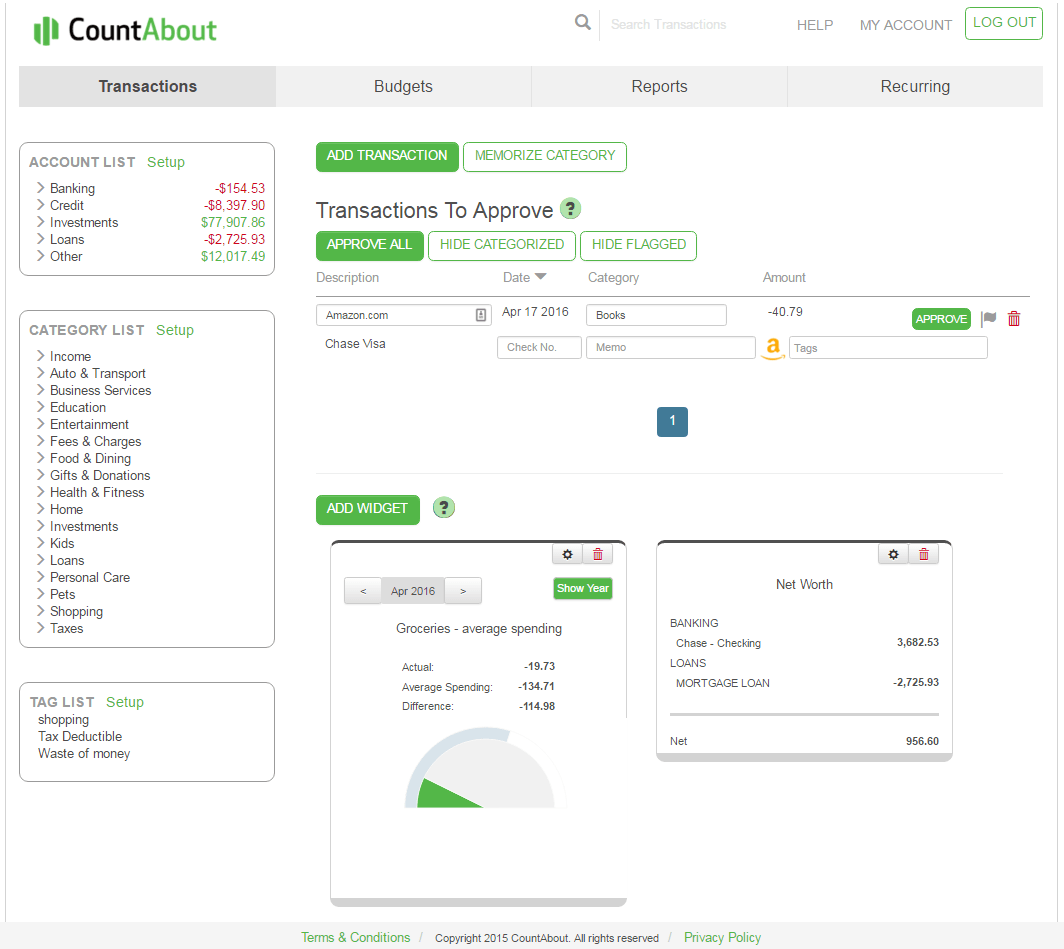 CountAbout
Search Transactions
HELP
MY ACCOUNT
LOG OUT
Transactions
Budgets
Reports
Recurring
ACCOUNT LIST Setup
Banking -$154.53
Credit -$8,397.90
Investments $77,907.86
Loans -$2,725.93
Other $12,017.49
CATEGORY LIST Setup
Income
Auto & Transport
Business Services
Education
Entertainment
Fees & Charges
Food & Dining
Gifts & Donations
Health & Fitness
Home
Investments
Kids
Loans
Personal Care
Pets
Shopping
Taxes
TAG LIST Setup
shopping
Tax Deductible
Waste of money
ADD TRANSACTION
MEMORIZE CATEGORY
Transactions To Approve ?
APPROVE ALL
HIDE CATEGORIZED
HIDE FLAGGED
Description Date Category Amount
Amazon.com Apr 17 2016 Books -40.79 APPROVE
Chase Visa Check No. Memo a Tags
1
ADD WIDGET ?
< Apr 2016 > Show Year
Groceries - average spending
Actual: -19.73
Average Spending: -134.71
Difference: -114.98
Net Worth
BANKING
Chase - Checking 3,682.53
LOANS
MORTGAGE LOAN -2,725.93
Net 956.60
Terms & Conditions / Copyright 2015 CountAbout. All rights reserved / Privacy Policy